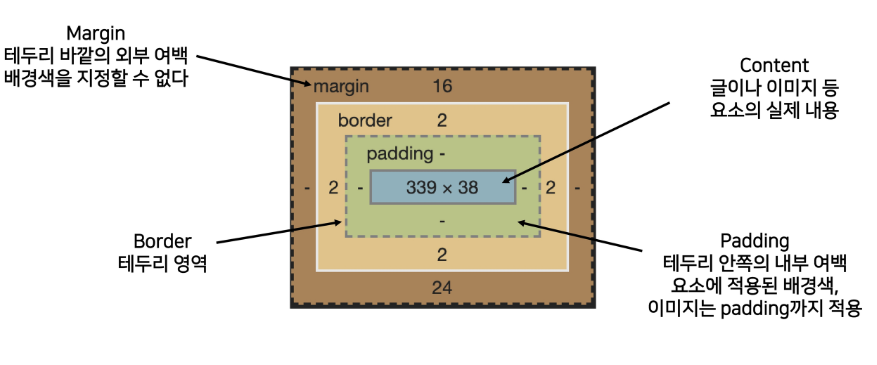 Margin
테두리 바깥의 외부 여백
배경색을 지정할 수 없다
Content
글이나 이미지 등
요소의 실제 내용
margin 16
border 2
padding -
- 2 - 339 × 38 - 2 -
-
2
24
Border
테두리 영역
Padding
테두리 안쪽의 내부 여백
요소에 적용된 배경색,
이미지는 padding까지 적용